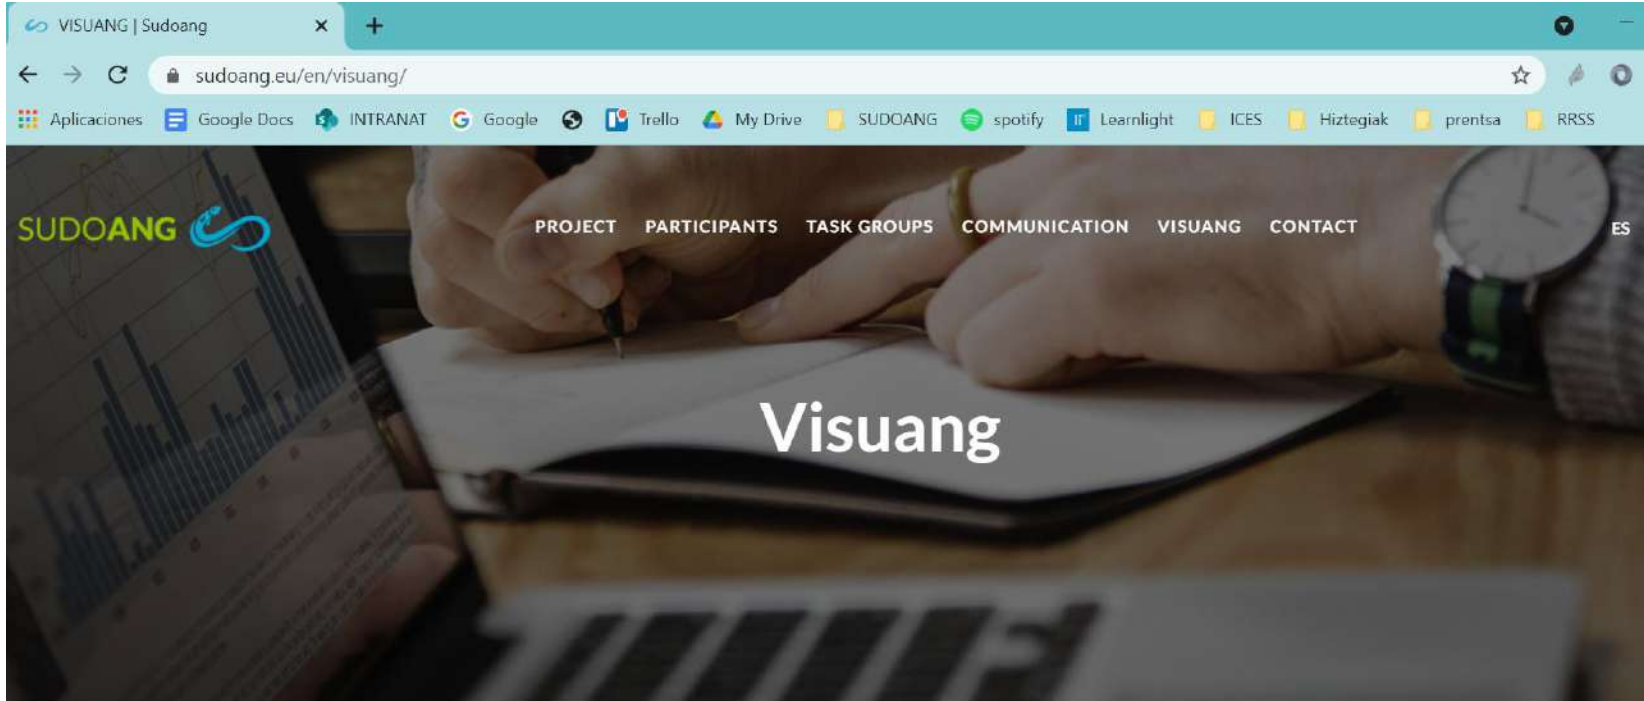 VISUANG | Sudoang
sudoang.eu/en/visuang/
Aplicaciones Google Docs INTRANAT Google Trello My Drive SUDOANG spotify Learnlight ICES Hiztegiak prentsa RRSS
SUDOANG PROJECT PARTICIPANTS TASK GROUPS COMMUNICATION VISUANG CONTACT ES
Visuang